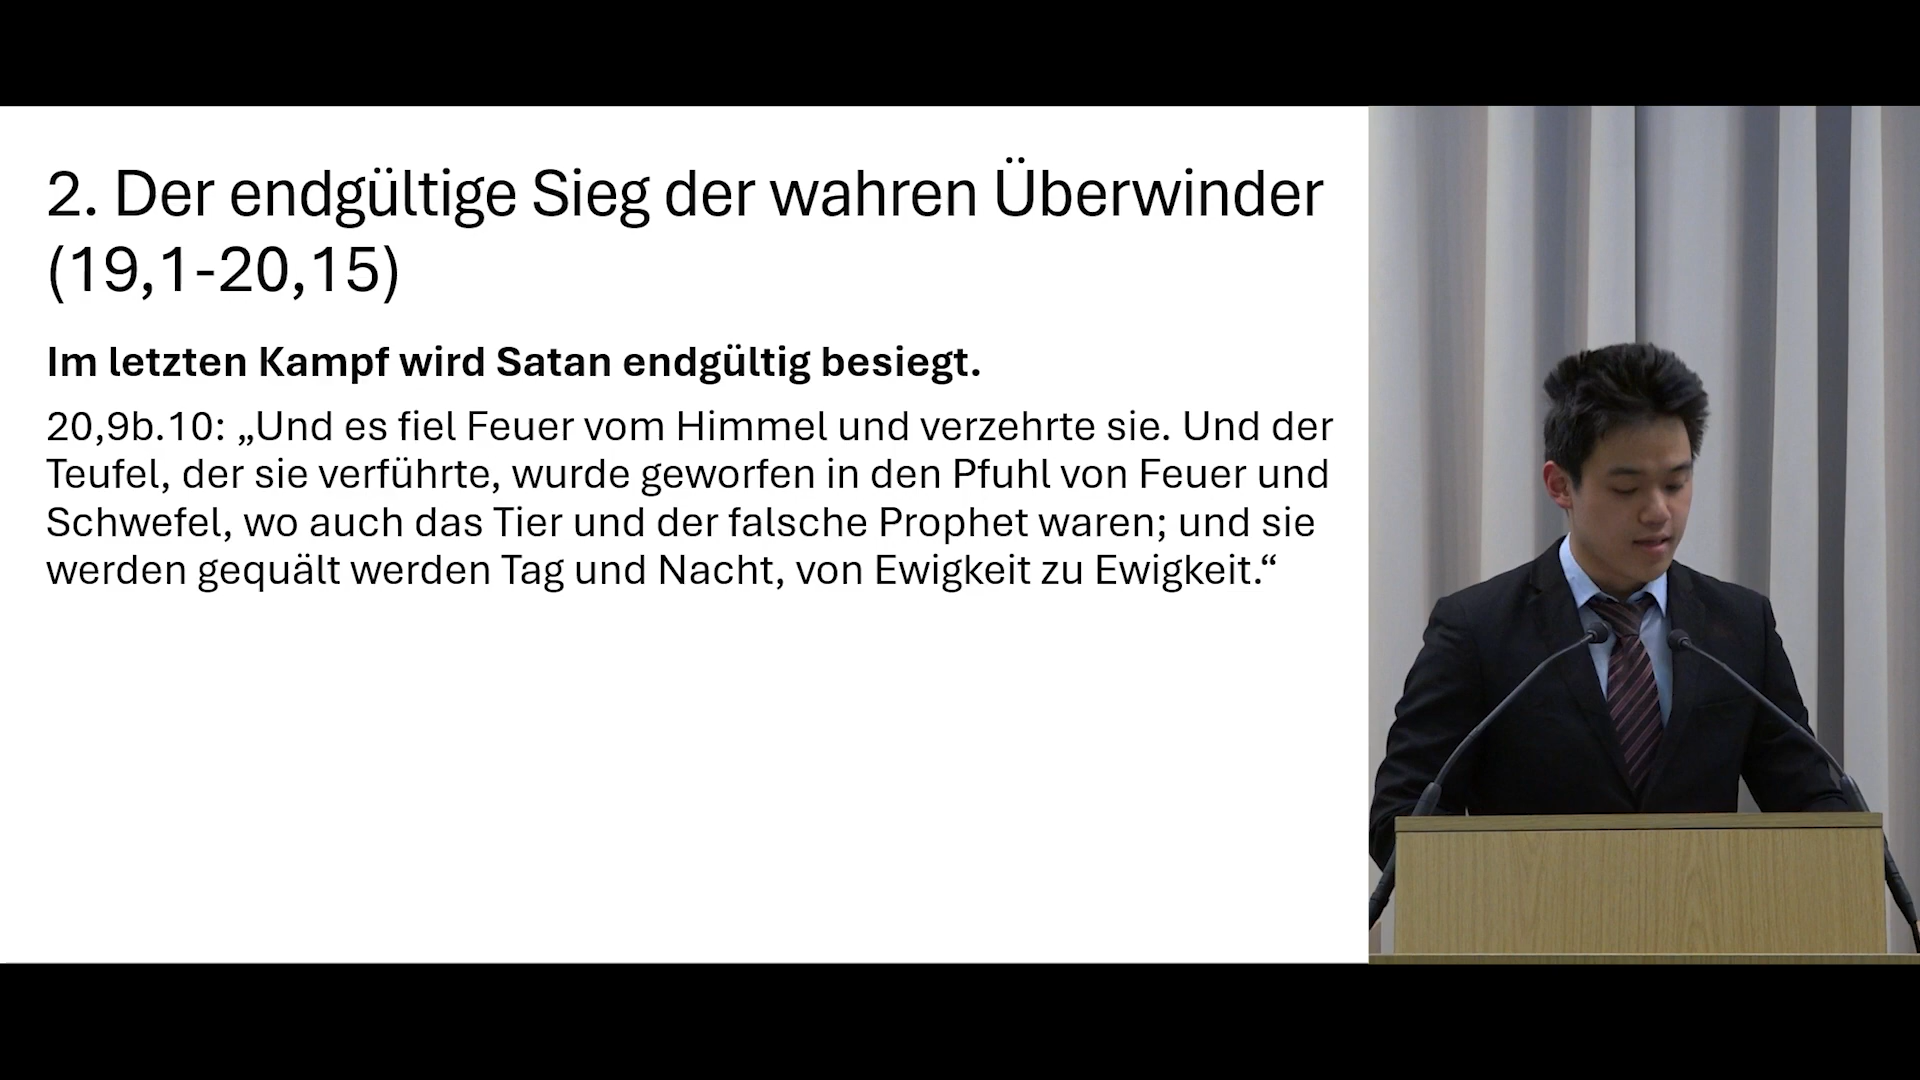 2. Der endgültige Sieg der wahren Überwinder
(19,1-20,15)
Im letzten Kampf wird Satan endgültig besiegt.
20,9b.10: „Und es fiel Feuer vom Himmel und verzehrte sie. Und der
Teufel, der sie verführte, wurde geworfen in den Pfuhl von Feuer und
Schwefel, wo auch das Tier und der falsche Prophet waren; und sie
werden gequält werden Tag und Nacht, von Ewigkeit zu Ewigkeit.“